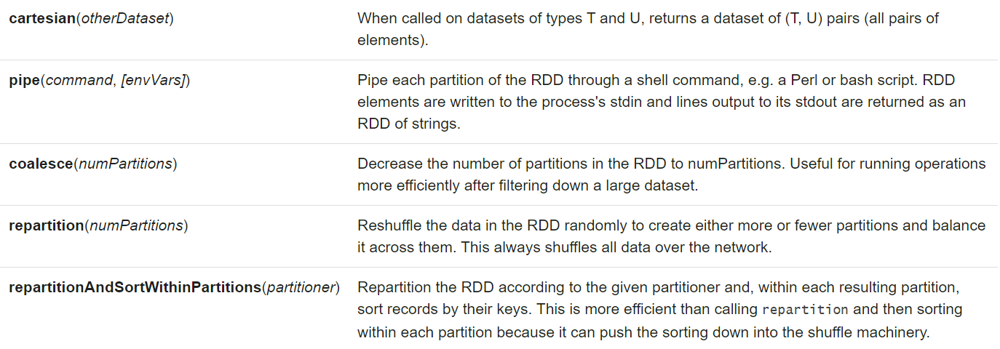 cartesian(otherDataset) When called on datasets of types T and U, returns a dataset of (T, U) pairs (all pairs of
elements).
pipe(command, [envVars]) Pipe each partition of the RDD through a shell command, e.g. a Perl or bash script. RDD
elements are written to the process's stdin and lines output to its stdout are returned as an
RDD of strings.
coalesce(numPartitions) Decrease the number of partitions in the RDD to numPartitions. Useful for running operations
more efficiently after filtering down a large dataset.
repartition(numPartitions) Reshuffle the data in the RDD randomly to create either more or fewer partitions and balance
it across them. This always shuffles all data over the network.
repartitionAndSortWithinPartitions(partitioner) Repartition the RDD according to the given partitioner and, within each resulting partition,
sort records by their keys. This is more efficient than calling repartition and then sorting
within each partition because it can push the sorting down into the shuffle machinery.